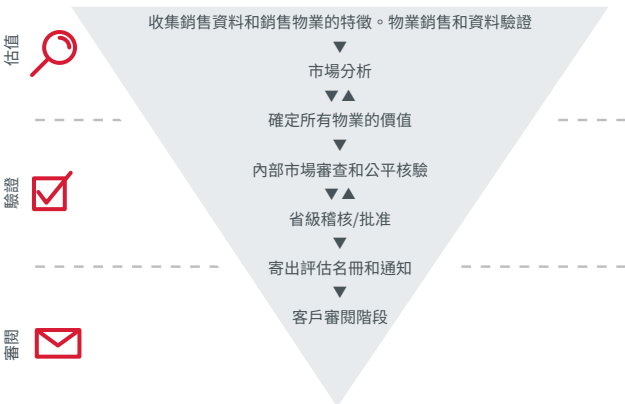 收集銷售資料和銷售物業的特徵。物業銷售和資料驗證
估值
市場分析
確定所有物業的價值
內部市場審查和公平核驗
驗證
省級稽核/批准
寄出評估名冊和通知
客戶審閱階段
審閱